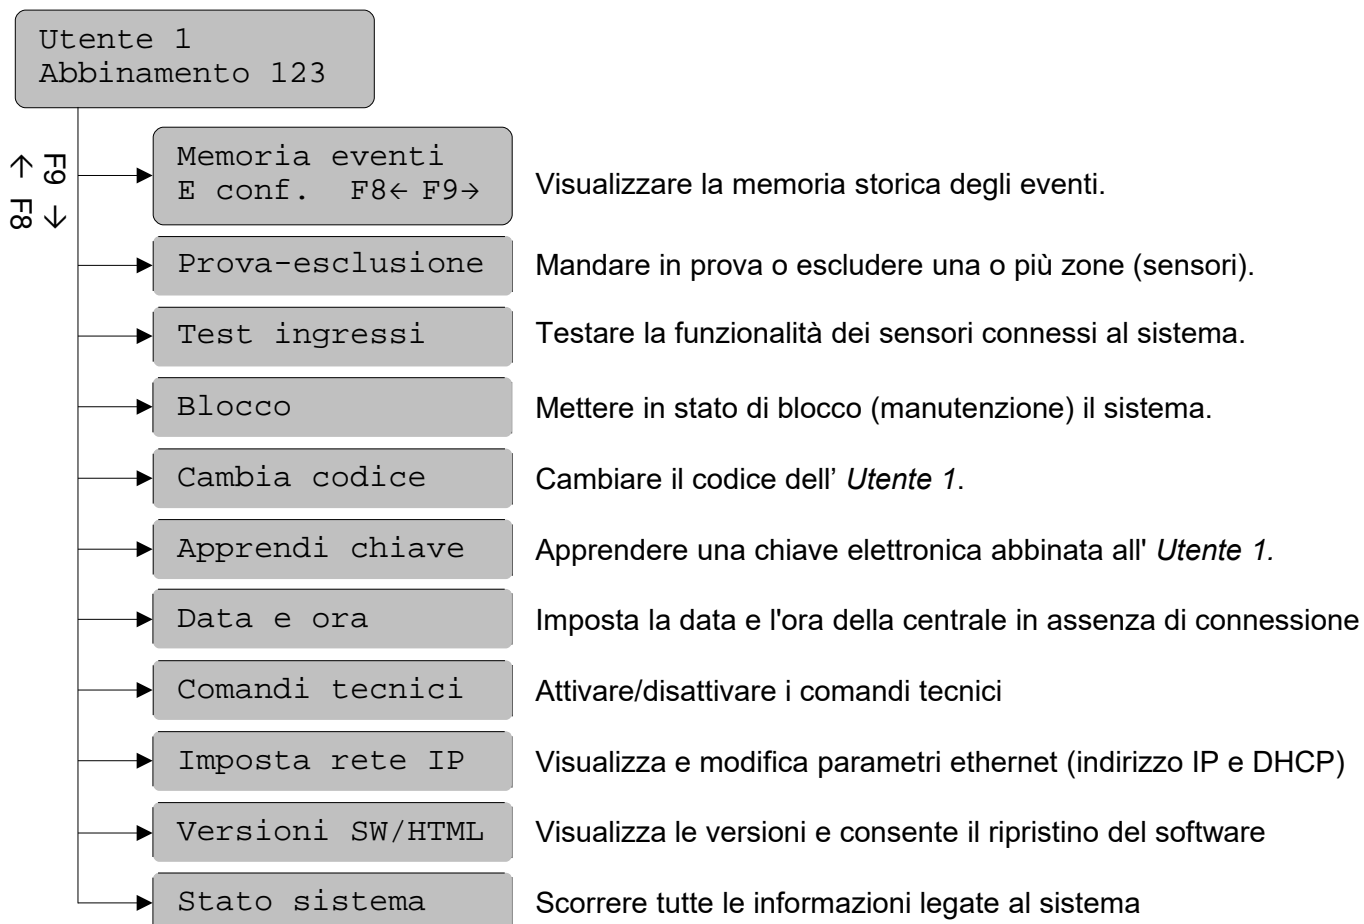 Utente 1
Abbinamento 123
← F8 F9 →
Memoria eventi
E conf. F8← F9→
Visualizzare la memoria storica degli eventi.
Prova-esclusione
Mandare in prova o escludere una o più zone (sensori).
Test ingressi
Testare la funzionalità dei sensori connessi al sistema.
Blocco
Mettere in stato di blocco (manutenzione) il sistema.
Cambia codice
Cambiare il codice dell’ Utente 1.
Apprendi chiave
Apprendere una chiave elettronica abbinata all' Utente 1.
Data e ora
Imposta la data e l'ora della centrale in assenza di connessione
Comandi tecnici
Attivare/disattivare i comandi tecnici
Imposta rete IP
Visualizza e modifica parametri ethernet (indirizzo IP e DHCP)
Versioni SW/HTML
Visualizza le versioni e consente il ripristino del software
Stato sistema
Scorrere tutte le informazioni legate al sistema